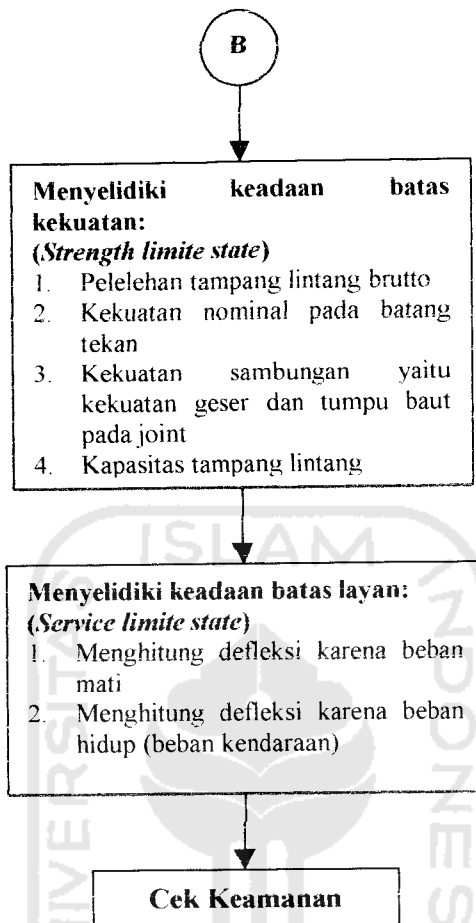 B
Menyelidiki keadaan batas
kekuatan:
(Strength limite state)
1. Pelelehan tampang lintang brutto
2. Kekuatan nominal pada batang
tekan
3. Kekuatan sambungan yaitu
kekuatan geser dan tumpu baut
pada joint
4. Kapasitas tampang lintang
ISLAM
Menyelidiki keadaan batas layan:
(Service limite state)
1. Menghitung defleksi karena beban
mati
2. Menghitung defleksi karena beban
hidup (beban kendaraan)
Cek Keamanan